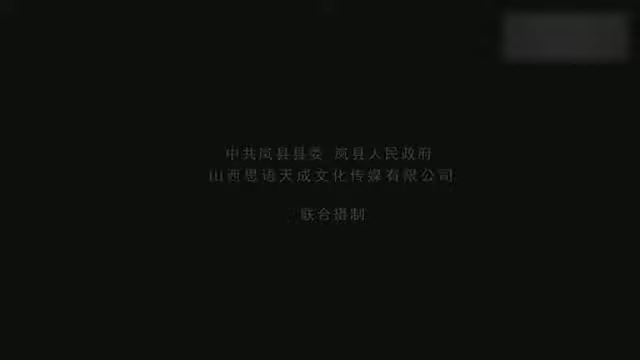 中共岚县县委 岚县人民政府
山西思语天成文化传媒有限公司
联合摄制